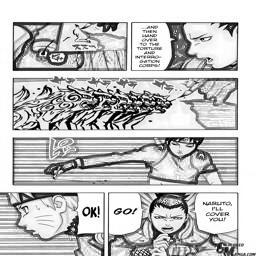 ...AND
THEN
HAND
OVER
TO THE
TORTURE
AND
INTERRO-
GATION
CORPS!
NARUTO,
I'LL
COVER
YOU!
GO!
OK!